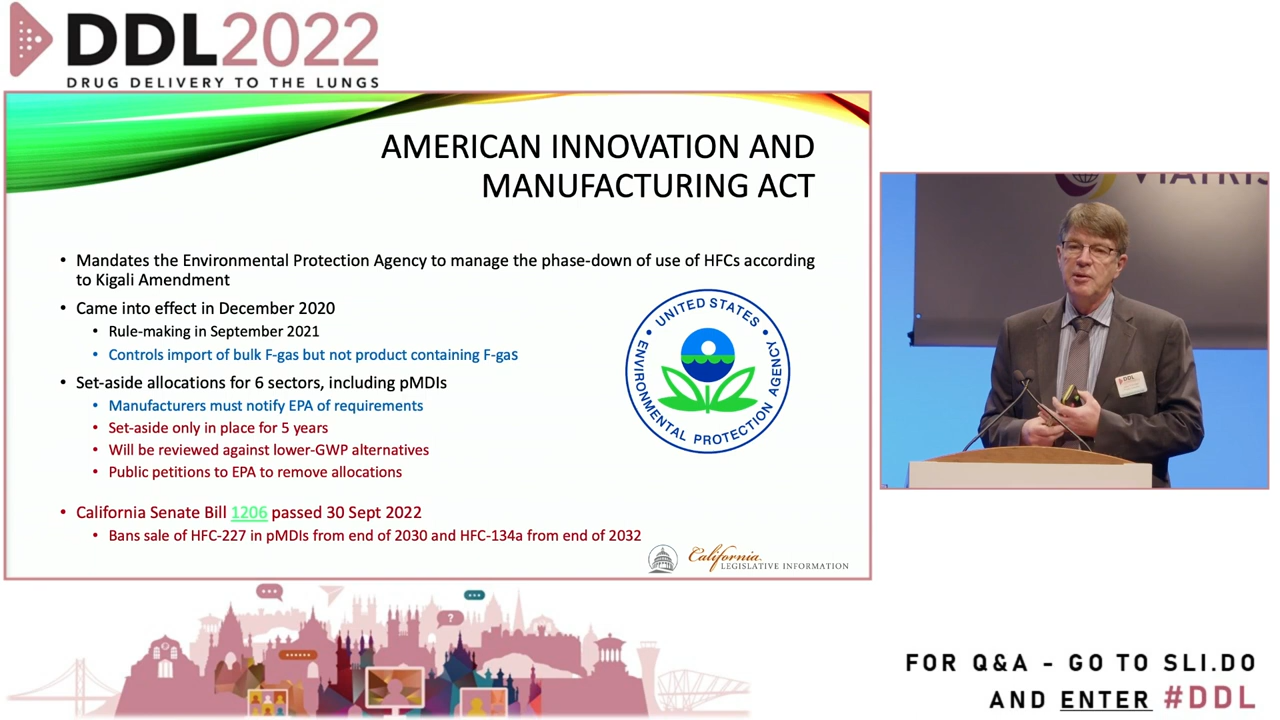 DDL2022
DRUG DELIVERY TO THE LUNGS
AMERICAN INNOVATION AND
MANUFACTURING ACT
• Mandates the Environmental Protection Agency to manage the phase-down of use of HFCs according
to Kigali Amendment
• Came into effect in December 2020
• Rule-making in September 2021
• Controls import of bulk F-gas but not product containing F-gas
• Set-aside allocations for 6 sectors, including pMDIs
• Manufacturers must notify EPA of requirements
• Set-aside only in place for 5 years
• Will be reviewed against lower-GWP alternatives
• Public petitions to EPA to remove allocations
• California Senate Bill 1206 passed 30 Sept 2022
• Bans sale of HFC-227 in pMDIs from end of 2030 and HFC-134a from end of 2032
UNITED STATES
ENVIRONMENTAL PROTECTION AGENCY
California
LEGISLATIVE INFORMATION
VIATRIS
DDL
?
FOR Q&A - GO TO SLI.DO
AND ENTER #DDL